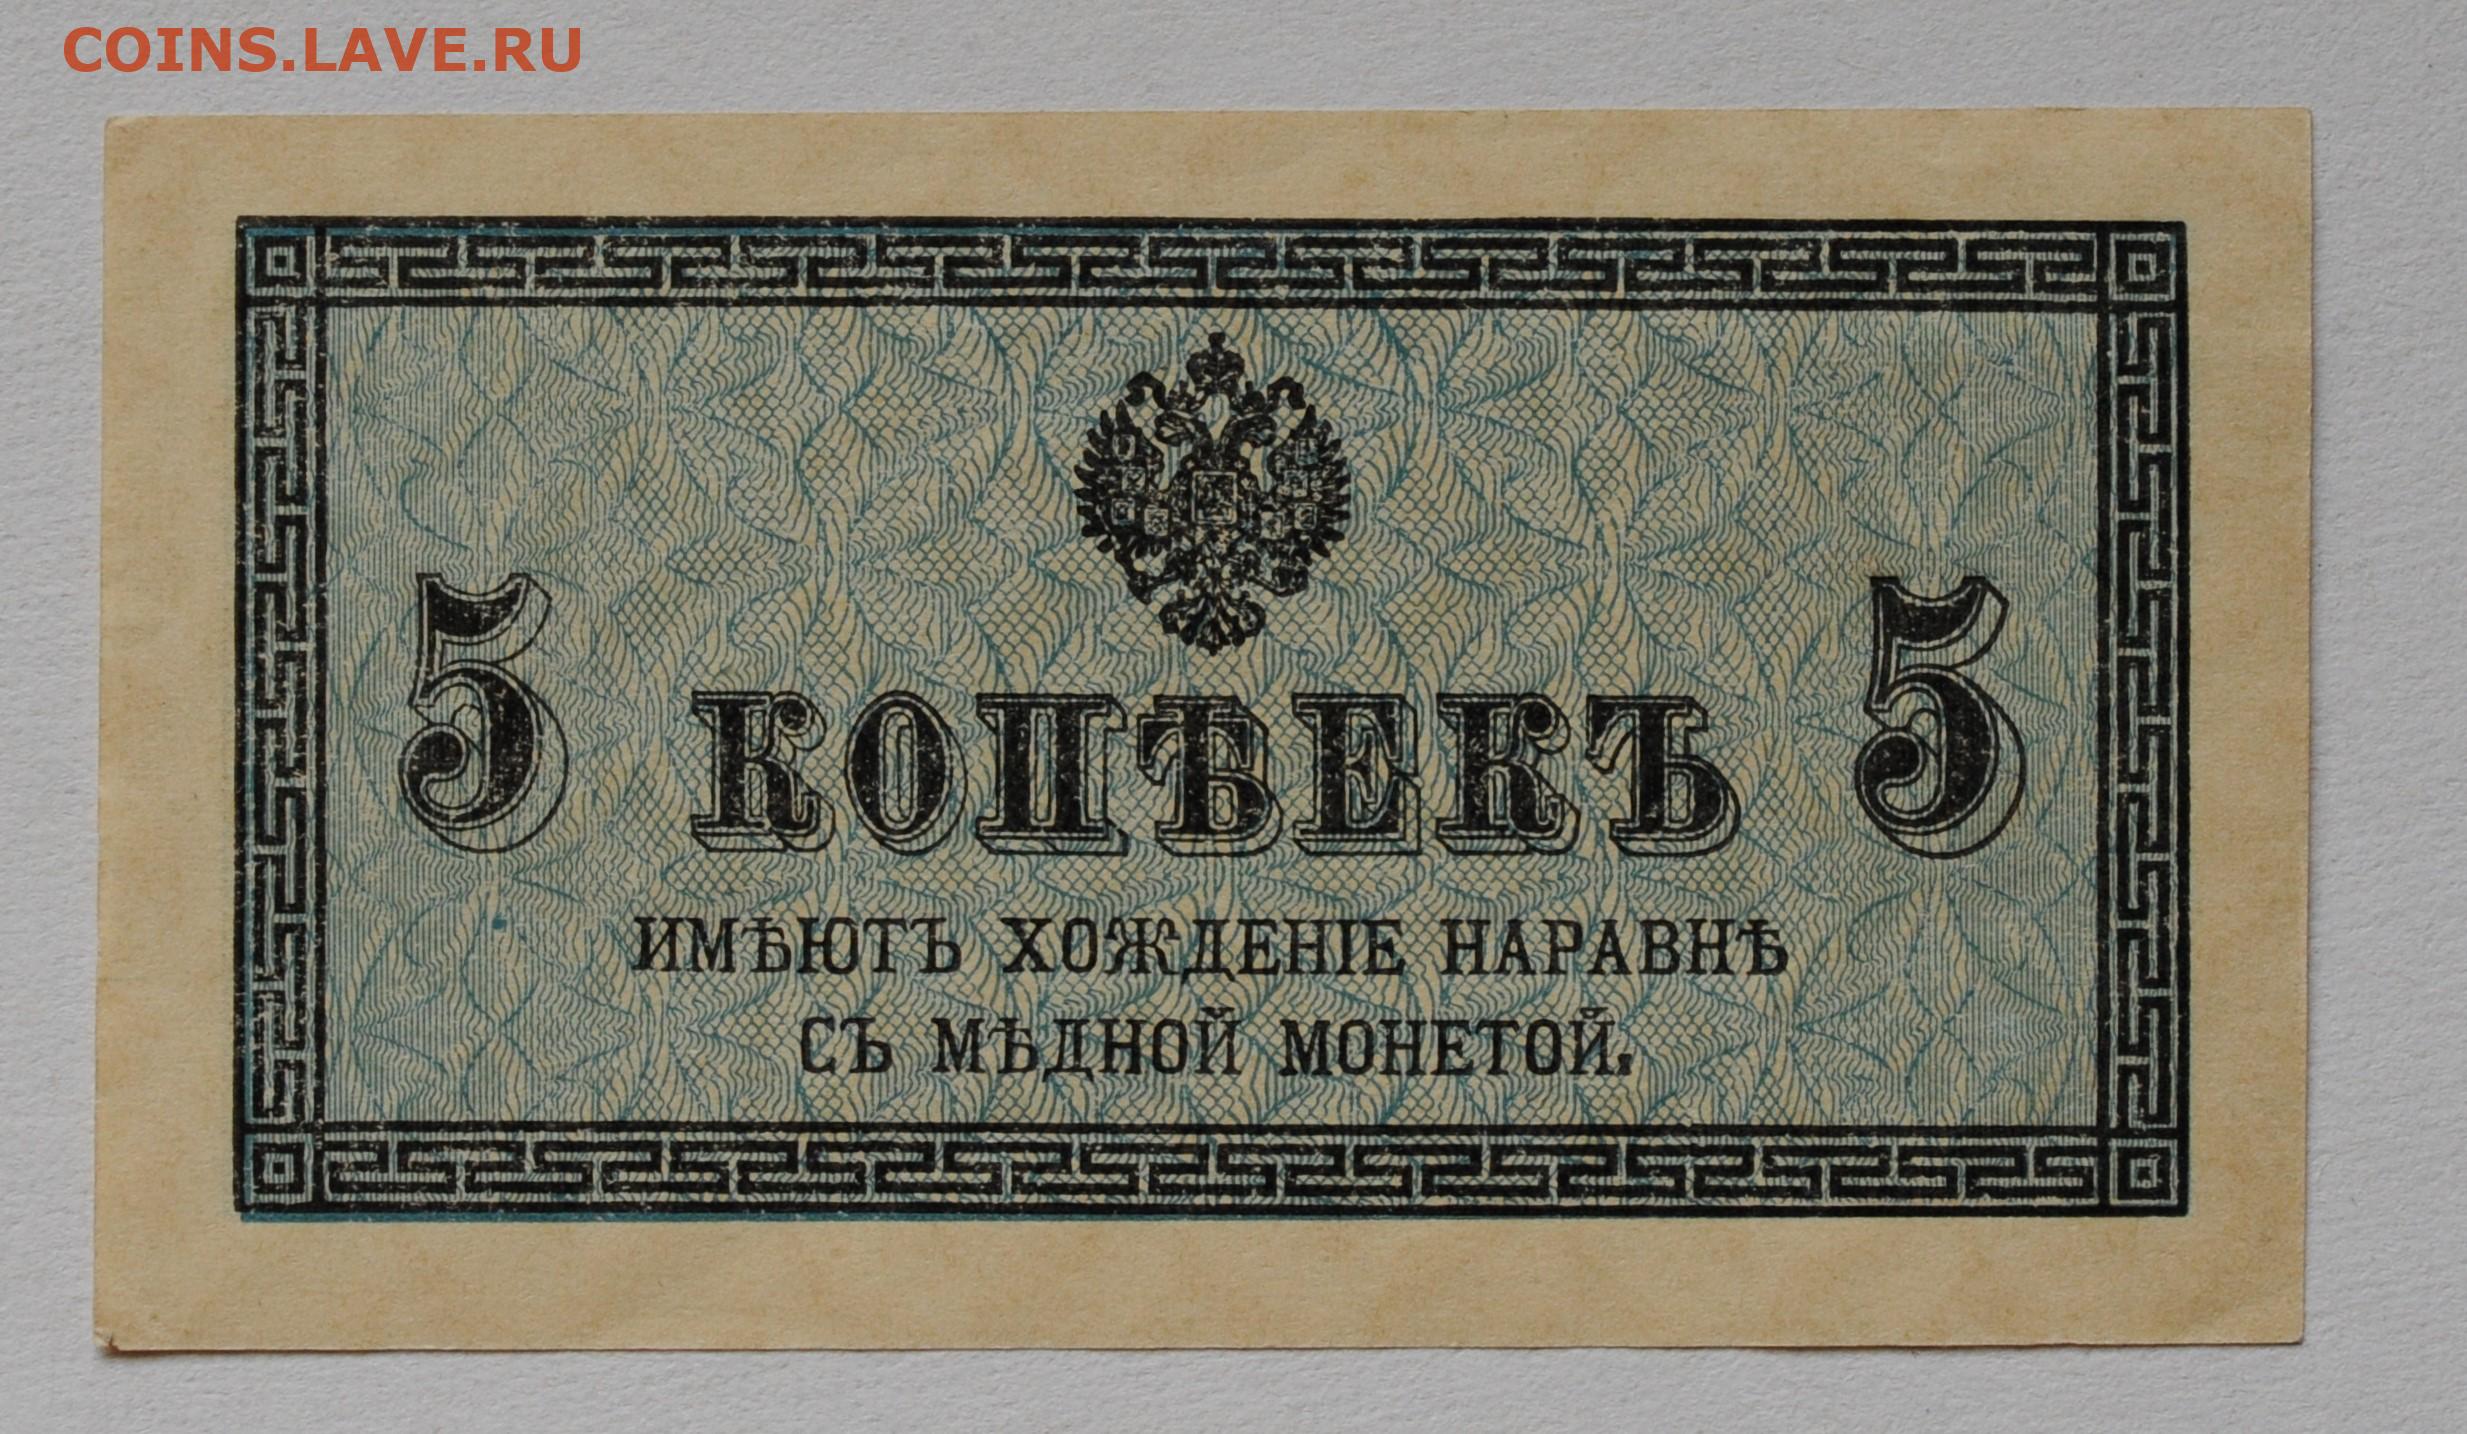 COINS.LAVE.RU
5 КОПѢЕКЪ 5
ИМѢЮТЪ ХОЖДЕНІЕ НАРАВНѢ
СЪ МѢДНОЙ МОНЕТОЙ.